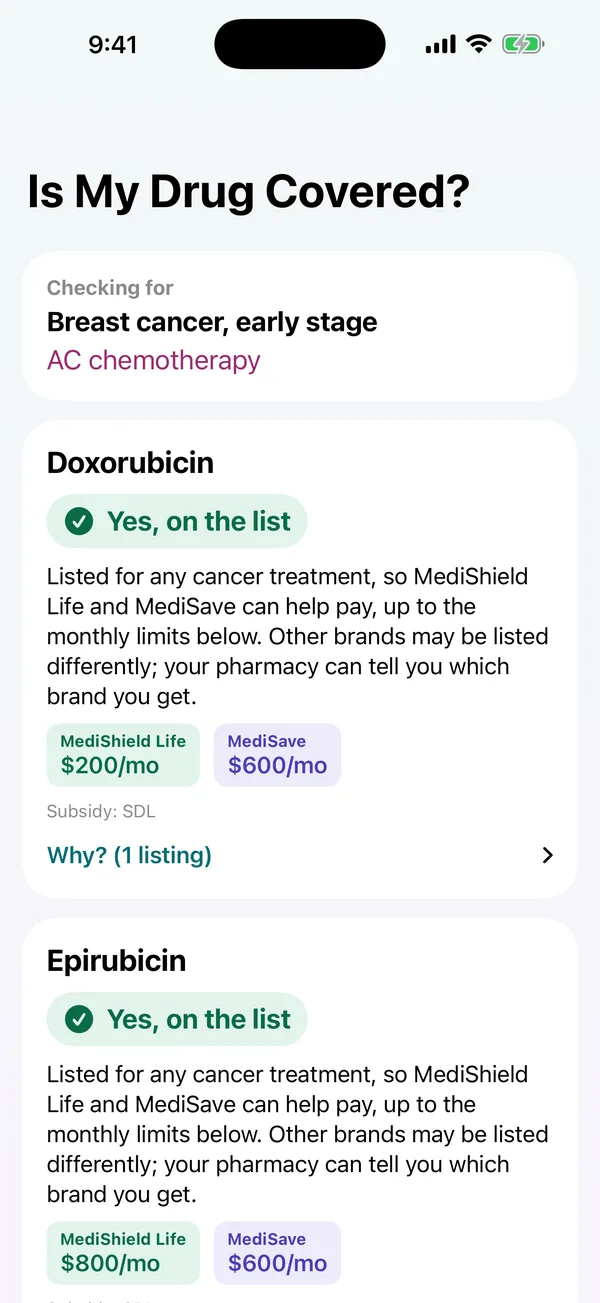 9:41
Is My Drug Covered?
Checking for
Breast cancer, early stage
AC chemotherapy
Doxorubicin
Yes, on the list
Listed for any cancer treatment, so MediShield
Life and MediSave can help pay, up to the
monthly limits below. Other brands may be listed
differently; your pharmacy can tell you which
brand you get.
MediShield Life
$200/mo
MediSave
$600/mo
Subsidy: SDL
Why? (1 listing)
Epirubicin
Yes, on the list
Listed for any cancer treatment, so MediShield
Life and MediSave can help pay, up to the
monthly limits below. Other brands may be listed
differently; your pharmacy can tell you which
brand you get.
MediShield Life
$800/mo
MediSave
$600/mo